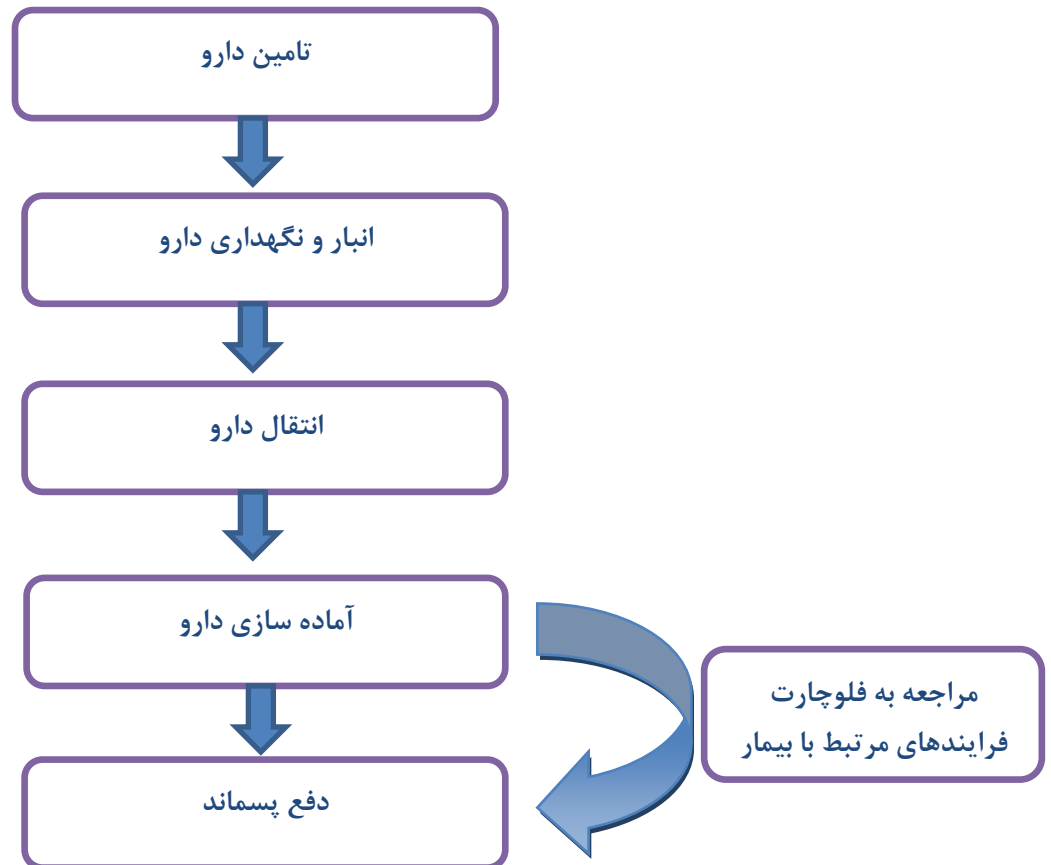 تامین دارو
انبار و نگهداری دارو
انتقال دارو
آماده سازی دارو
مراجعه به فلوچارت
فرایندهای مرتبط با بیمار
دفع پسماند